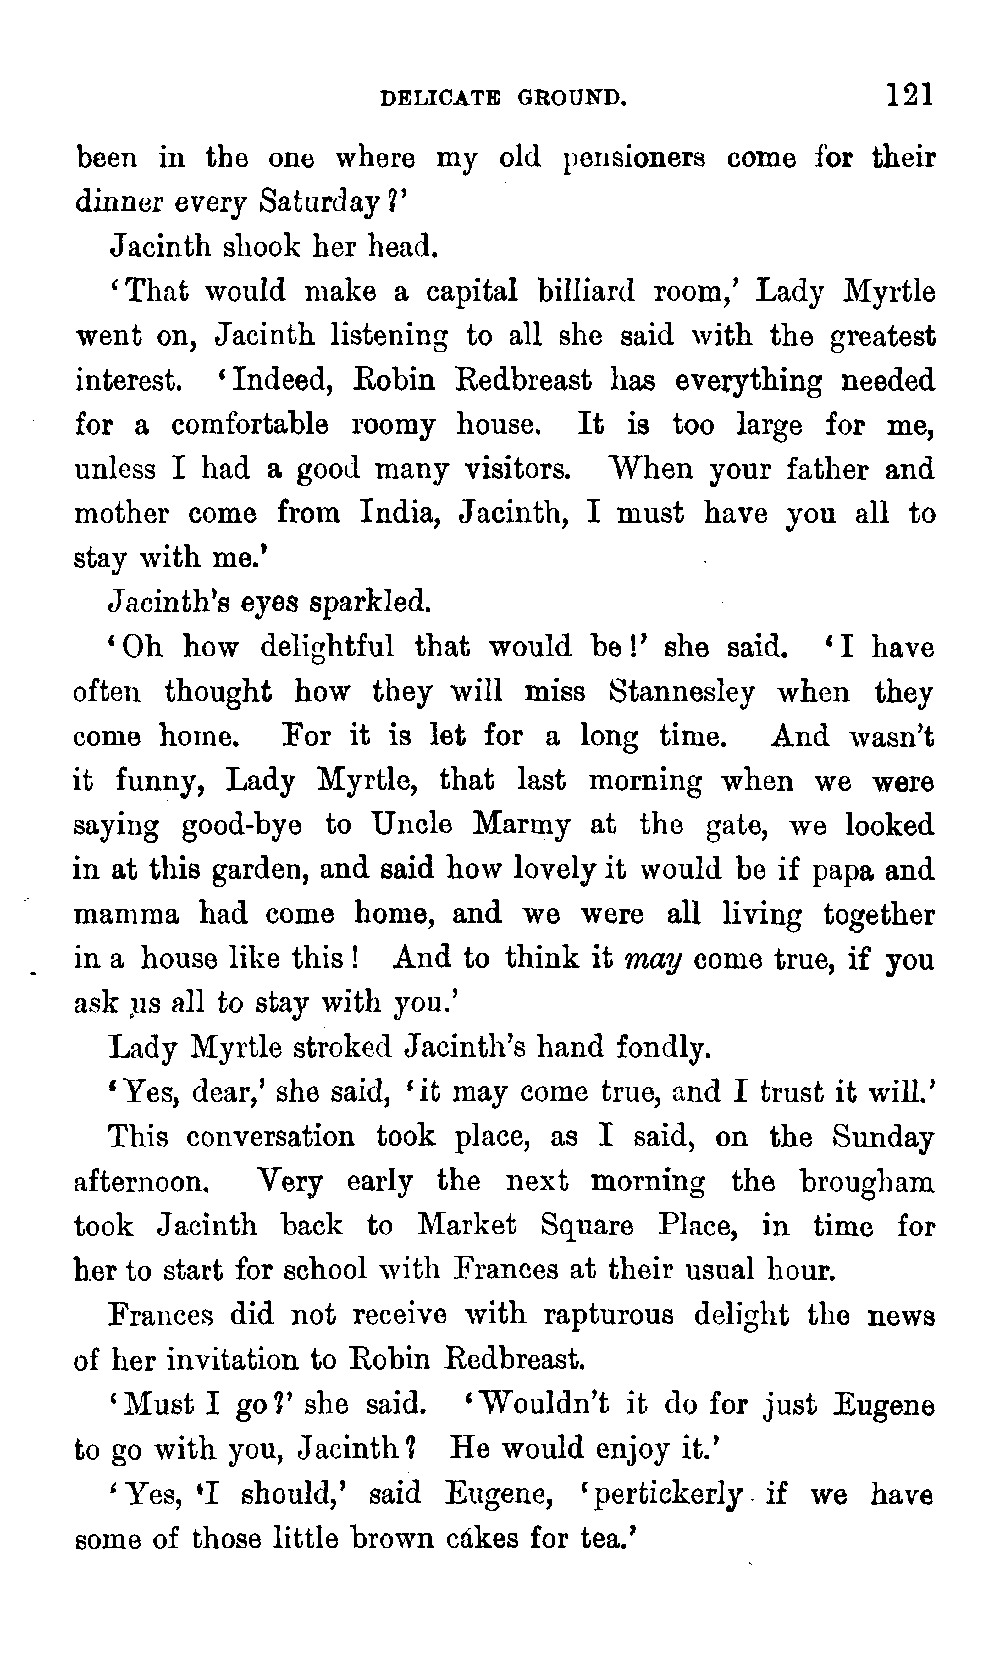 DELICATE GROUND. 121
been in the one where my old pensioners come for their
dinner every Saturday?'
Jacinth shook her head.
'That would make a capital billiard room,' Lady Myrtle
went on, Jacinth listening to all she said with the greatest
interest. 'Indeed, Robin Redbreast has everything needed
for a comfortable roomy house. It is too large for me,
unless I had a good many visitors. When your father and
mother come from India, Jacinth, I must have you all to
stay with me.'
Jacinth's eyes sparkled.
'Oh how delightful that would be!' she said. 'I have
often thought how they will miss Stannesley when they
come home. For it is let for a long time. And wasn't
it funny, Lady Myrtle, that last morning when we were
saying good-bye to Uncle Marmy at the gate, we looked
in at this garden, and said how lovely it would be if papa and
mamma had come home, and we were all living together
in a house like this! And to think it may come true, if you
ask us all to stay with you.'
Lady Myrtle stroked Jacinth's hand fondly.
'Yes, dear,' she said, 'it may come true, and I trust it will.'
This conversation took place, as I said, on the Sunday
afternoon. Very early the next morning the brougham
took Jacinth back to Market Square Place, in time for
her to start for school with Frances at their usual hour.
Frances did not receive with rapturous delight the news
of her invitation to Robin Redbreast.
'Must I go?' she said. 'Wouldn't it do for just Eugene
to go with you, Jacinth? He would enjoy it.'
'Yes, 'I should,' said Eugene, 'pertickerly if we have
some of those little brown cakes for tea.'